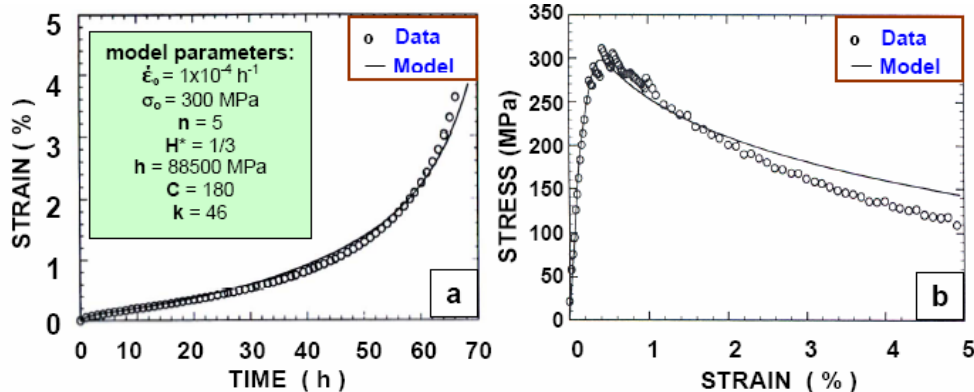 5
4
3
2
1
0
STRAIN ( % )
model parameters:
ε̇ₒ = 1x10⁻⁴ h⁻¹
σₒ = 300 MPa
n = 5
H* = 1/3
h = 88500 MPa
C = 180
k = 46
Data
Model
a
0 10 20 30 40 50 60 70
TIME ( h )
350
300
250
200
150
100
50
0
STRESS (MPa)
Data
Model
b
0 1 2 3 4 5
STRAIN ( % )